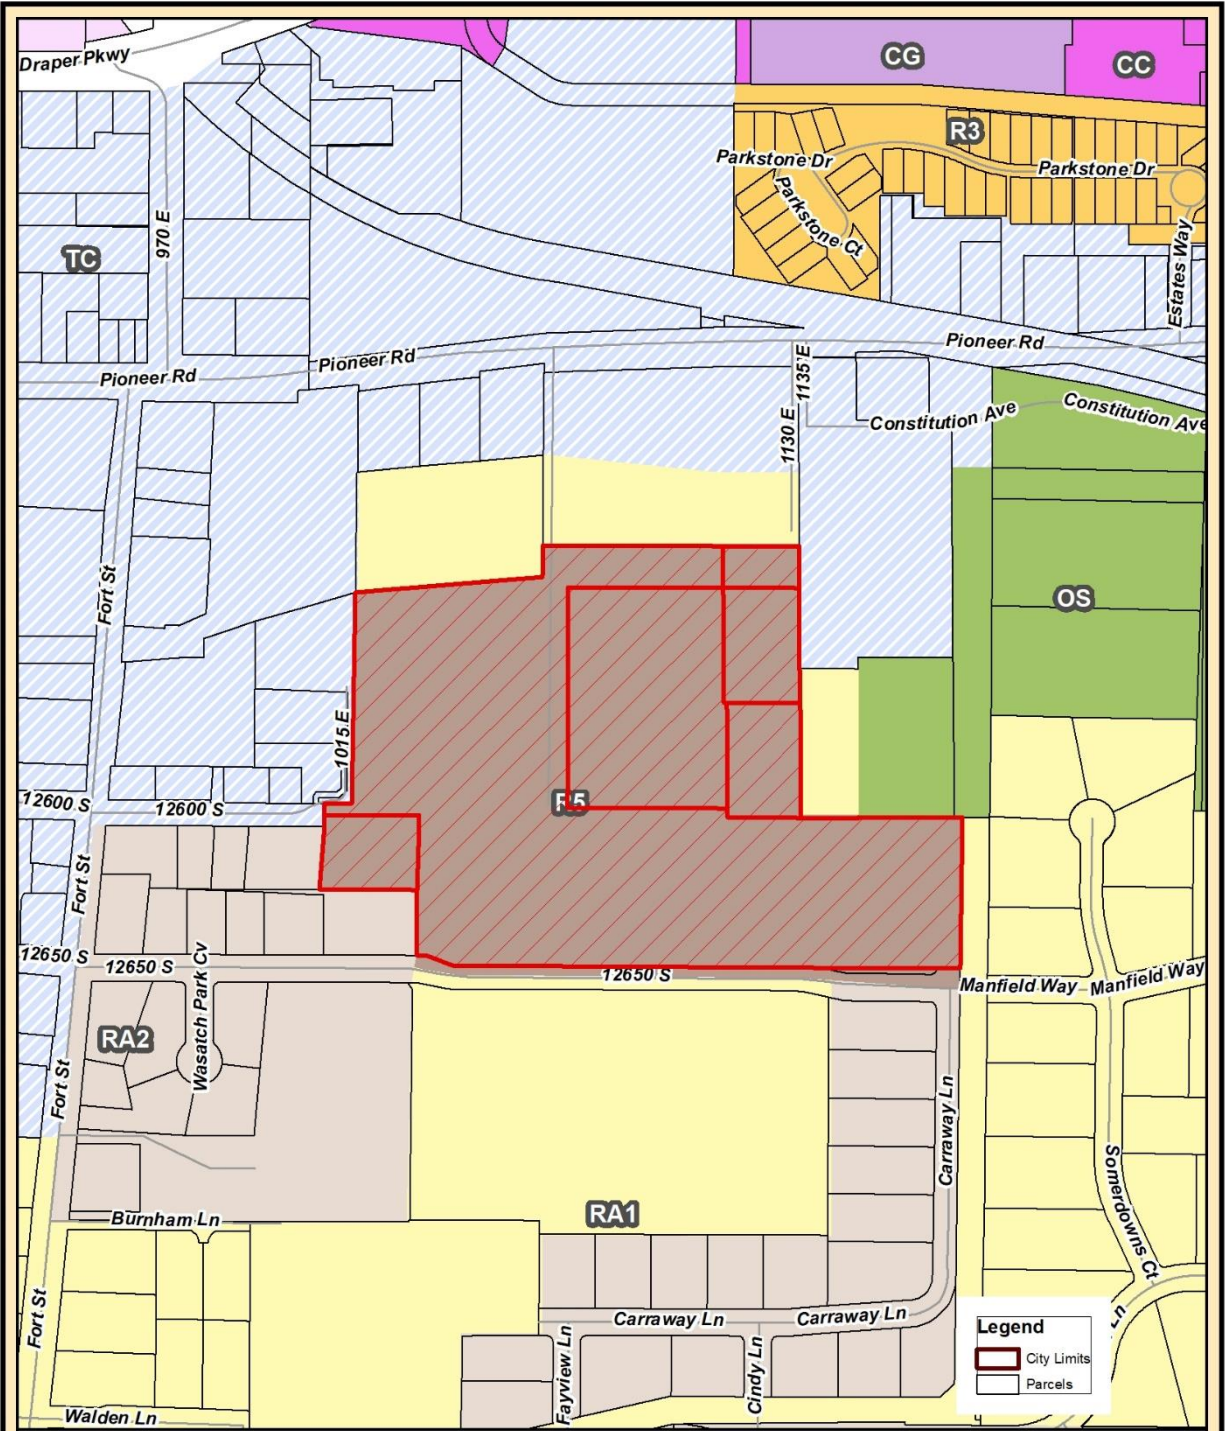 Draper Pkwy
CG
CC
R3
Parkstone Dr
Parkstone Dr
Parkstone Ct
970 E
TC
Estates Way
Pioneer Rd
Pioneer Rd
Pioneer Rd
1135 E
1130 E
Constitution Ave
Constitution Ave
Fort St
OS
1015 E
R5
12600 S
12600 S
Fort St
12650 S
12650 S
Wasatch Park Cv
12650 S
Manfield Way
Manfield Way
RA2
Fort St
Carraway Ln
Somerdowns Ct
RA1
Burnham Ln
Fort St
Carraway Ln
Carraway Ln
Ln
Fayview Ln
Cindy Ln
Walden Ln
Legend
City Limits
Parcels